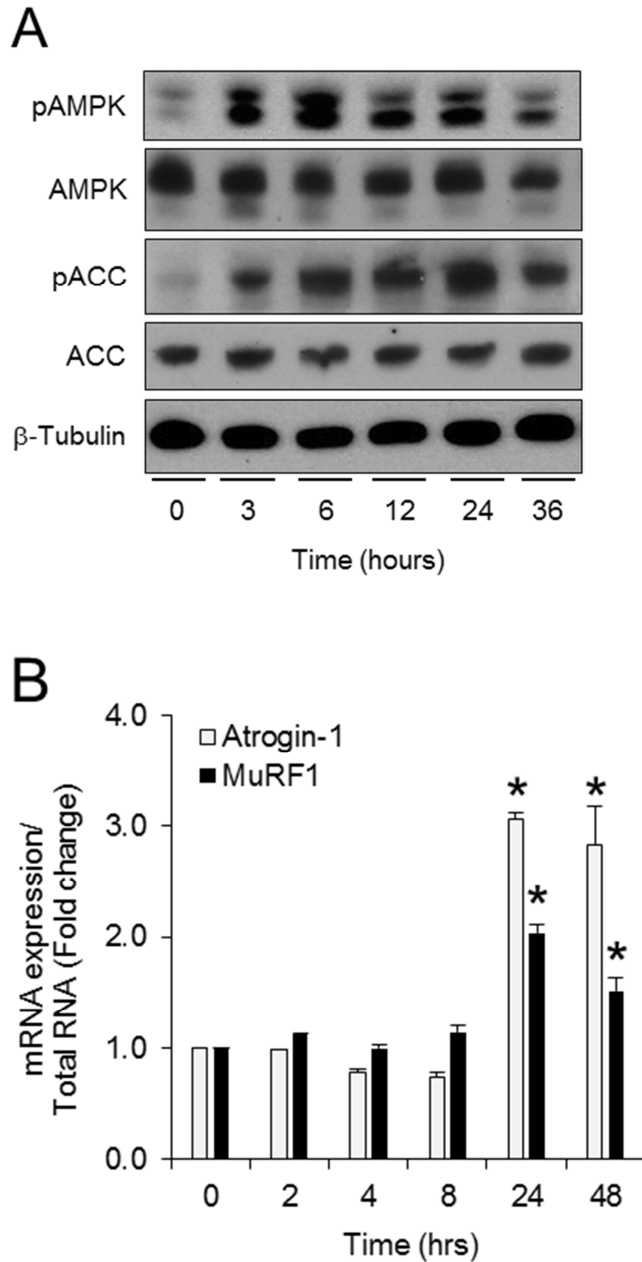 A
pAMPK
AMPK
pACC
ACC
β-Tubulin
0 3 6 12 24 36
Time (hours)
B
mRNA expression/
Total RNA (Fold change)
4.0
3.0
2.0
1.0
0.0
Atrogin-1
MuRF1
* *
*
*
0 2 4 8 24 48
Time (hrs)